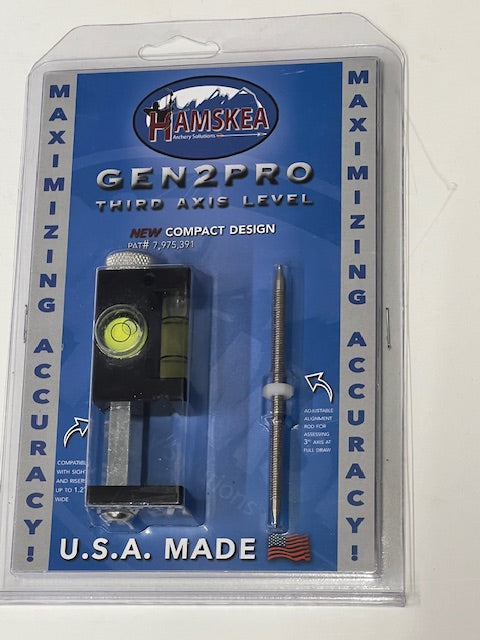 HAMSKEA
Archery Solutions
GEN2PRO
THIRD AXIS LEVEL
NEW COMPACT DESIGN
PAT# 7,975,391
MAXIMIZING ACCURACY!
MAXIMIZING ACCURACY!
COMPATIBLE
WITH SIGHT
AND RISERS
UP TO 1.2"
WIDE
ADJUSTABLE
ALIGNMENT
ROD FOR
ASSESSING
3RD AXIS AT
FULL DRAW
U.S.A. MADE